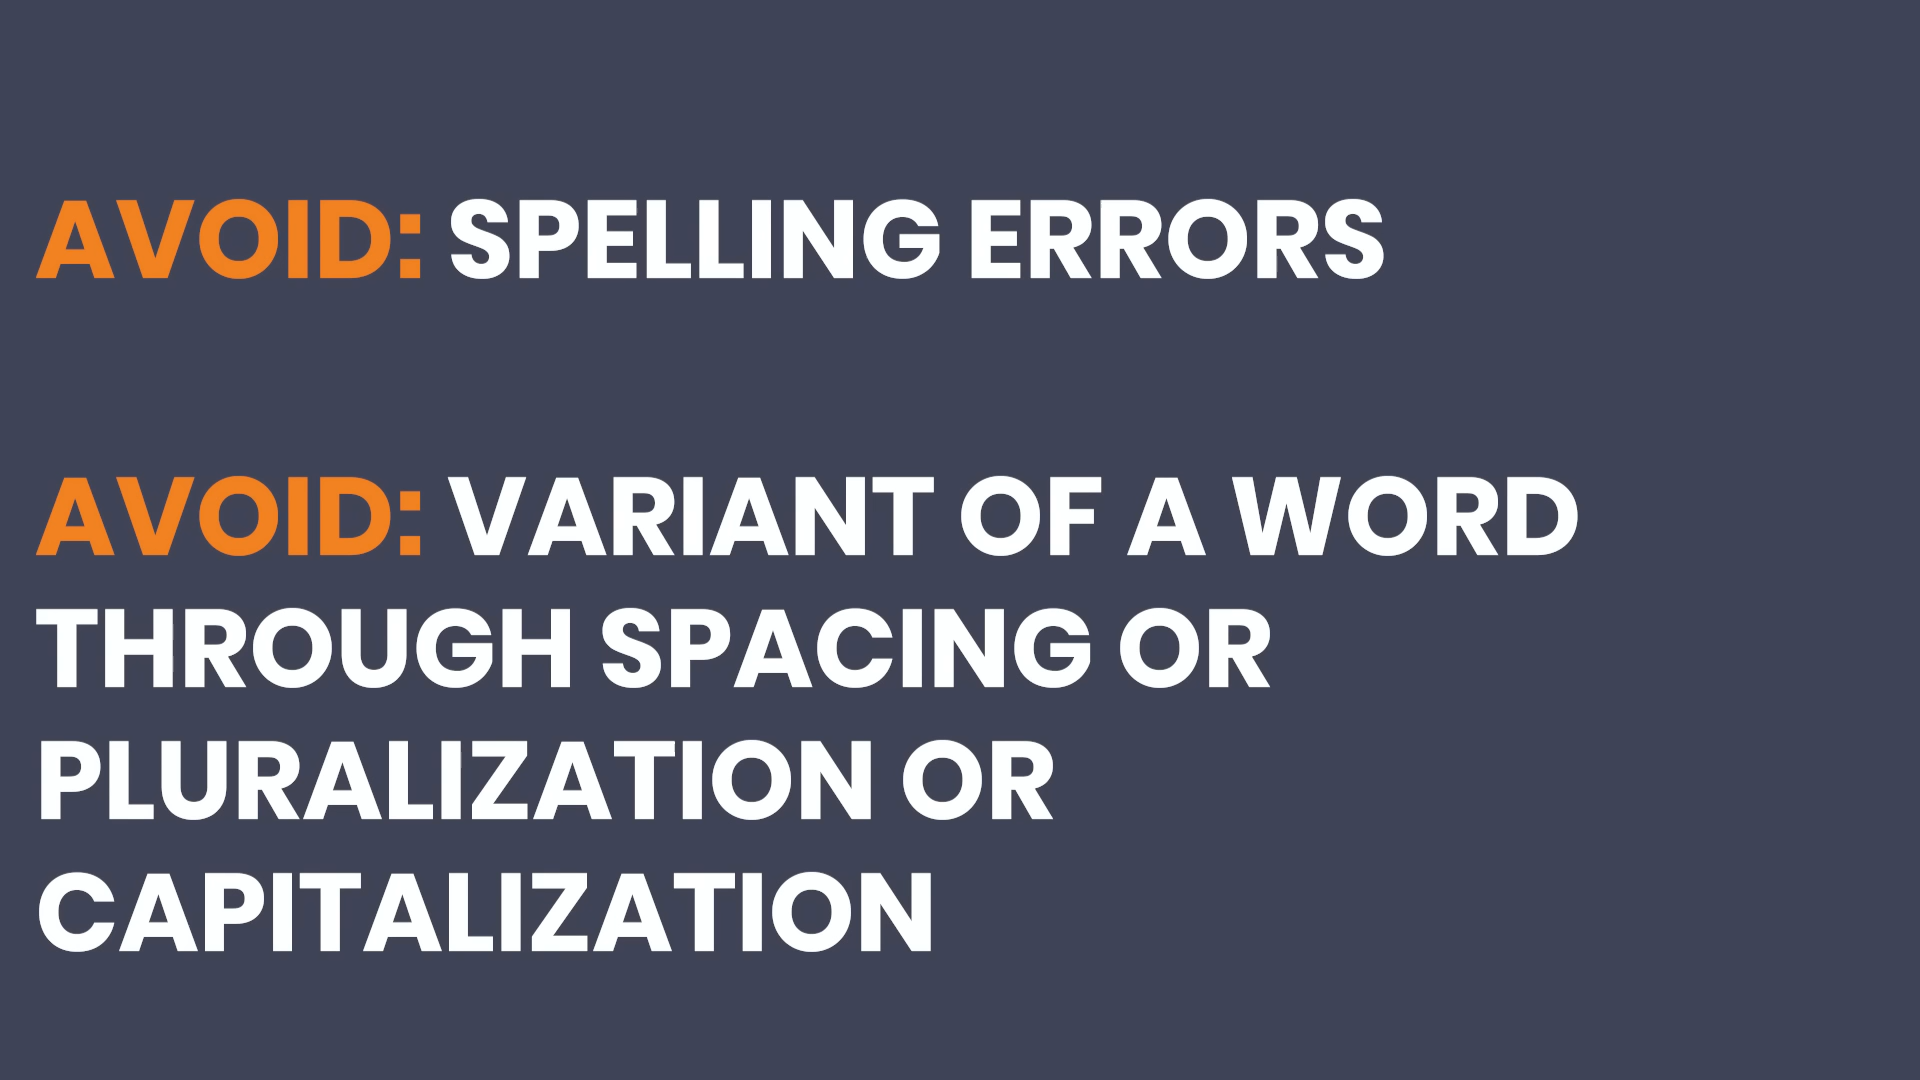 AVOID: SPELLING ERRORS
AVOID: VARIANT OF A WORD
THROUGH SPACING OR
PLURALIZATION OR
CAPITALIZATION